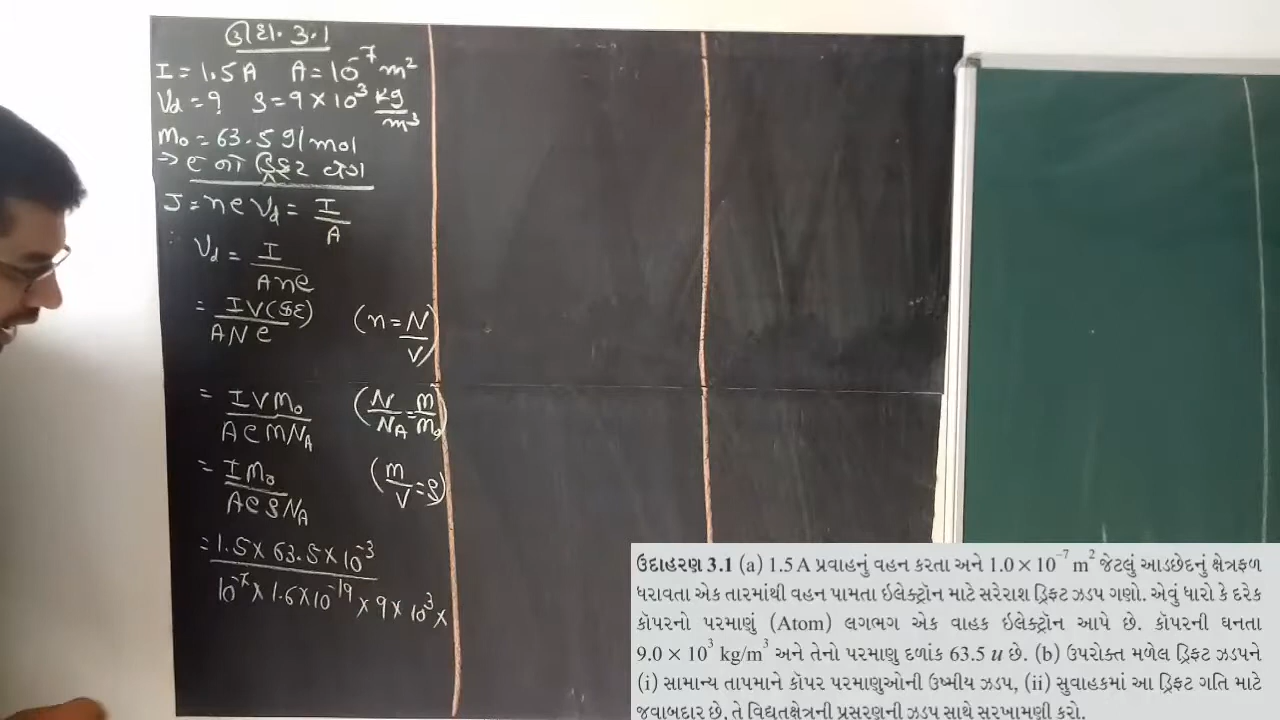 ઉદા. 3.1
I = 1.5 A A = 10⁻⁷ m²
Vd = ? ρ = 9 × 10³ kg/m³
M₀ = 63.5 g/mol
→ e નો ડ્રિફ્ટ વેગ
J = neVd = I/A
∴ Vd = I/Ane
= IV(કદ)/ANe (n = N/V)
= IVM₀/AemN_A (N/N_A = m/M₀)
= IM₀/AeρN_A (m/V = ρ)
= 1.5 × 63.5 × 10⁻³
10⁻⁷ × 1.6 × 10⁻¹⁹ × 9 × 10³ ×
ઉદાહરણ 3.1 (a) 1.5 A પ્રવાહનું વહન કરતા અને 1.0 × 10⁻⁷ m² જેટલું આડછેદનું ક્ષેત્રફળ
ધરાવતા એક તારમાંથી વહન પામતા ઇલેક્ટ્રૉન માટે સરેરાશ ડ્રિફ્ટ ઝડપ ગણો. એવું ધારો કે દરેક
કૉપરનો પરમાણું (Atom) લગભગ એક વાહક ઇલેક્ટ્રૉન આપે છે. કૉપરની ઘનતા
9.0 × 10³ kg/m³ અને તેનો પરમાણુ દળાંક 63.5 u છે. (b) ઉપરોક્ત મળેલ ડ્રિફ્ટ ઝડપને
(i) સામાન્ય તાપમાને કૉપર પરમાણુઓની ઉષ્મીય ઝડપ, (ii) સુવાહકમાં આ ડ્રિફ્ટ ગતિ માટે
જવાબદાર છે, તે વિદ્યુતક્ષેત્રની પ્રસરણની ઝડપ સાથે સરખામણી કરો.